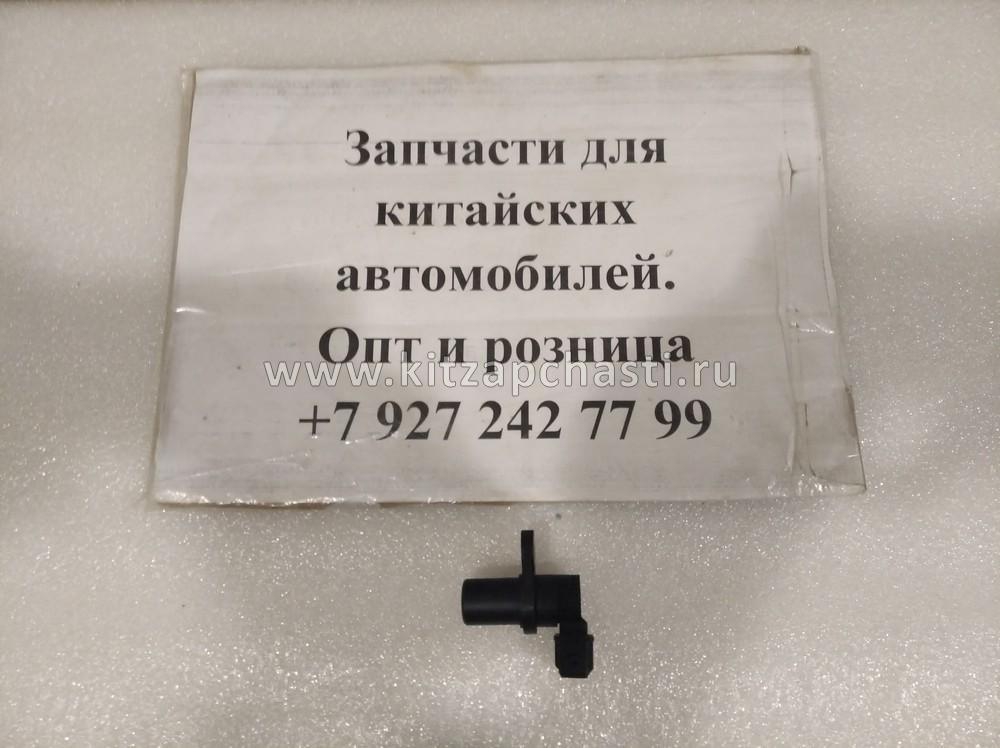 Запчасти для
китайских
автомобилей.
Опт и розница
www.kitzapchasti.ru
+7 927 242 77 99